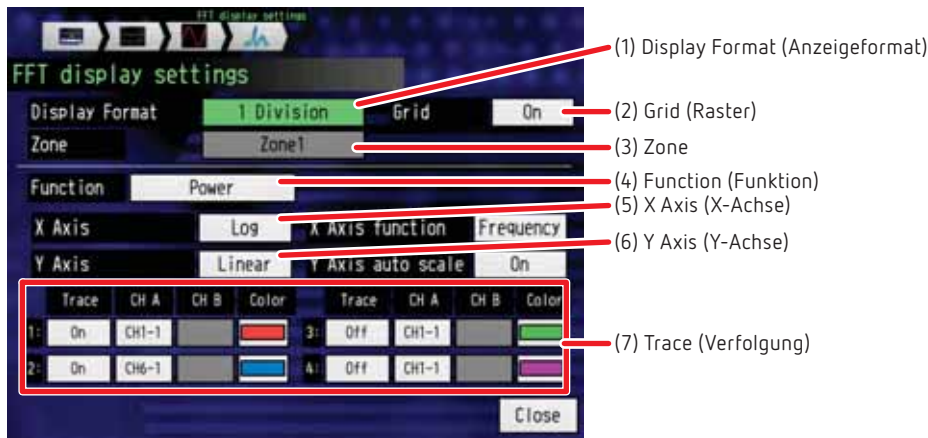 FFT display settings
FFT display settings
(1) Display Format (Anzeigeformat)
Display Format 1 Division Grid On
(2) Grid (Raster)
Zone Zone1
(3) Zone
Function Power
(4) Function (Funktion)
X Axis Log X Axis function Frequency
(5) X Axis (X-Achse)
Y Axis Linear Y Axis auto scale On
(6) Y Axis (Y-Achse)
Trace CH A CH B Color Trace CH A CH B Color
1: On CH1-1 3: Off CH1-1
(7) Trace (Verfolgung)
2: On CH6-1 4: Off CH1-1
Close